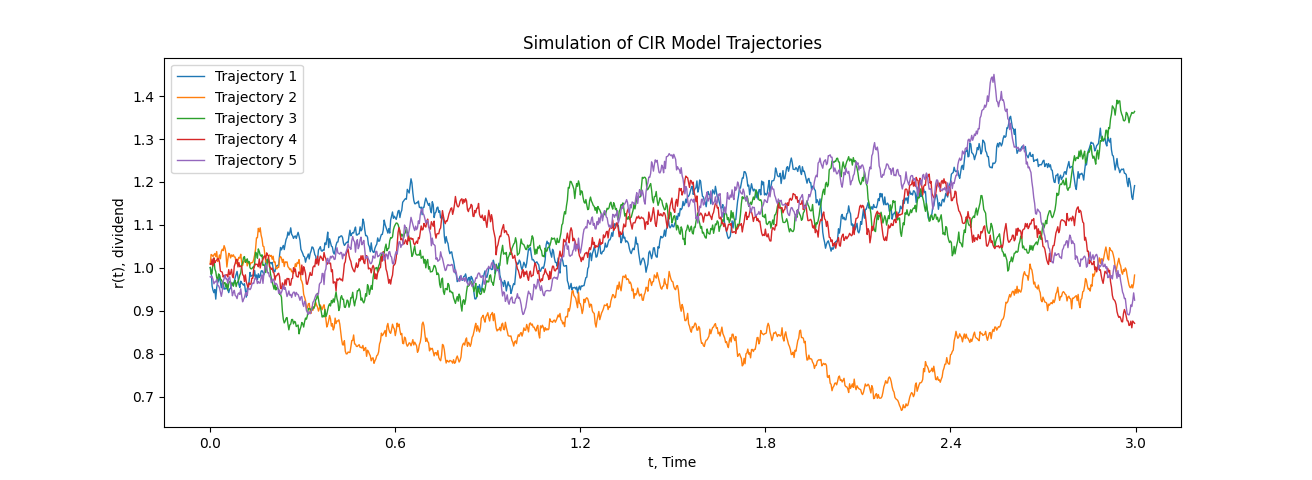 Simulation of CIR Model Trajectories
Trajectory 1
Trajectory 2
Trajectory 3
Trajectory 4
Trajectory 5
r(t), dividend
1.4
1.3
1.2
1.1
1.0
0.9
0.8
0.7
0.0 0.6 1.2 1.8 2.4 3.0
t, Time